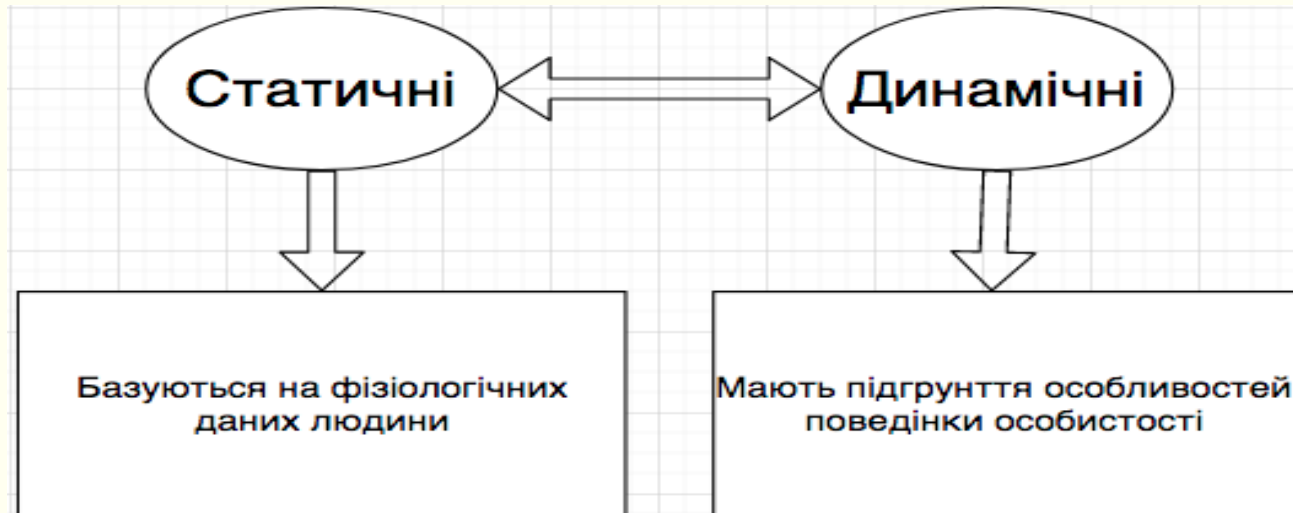 Статичні
Динамічні
Базуються на фізіологічних
даних людини
Мають підгрунття особливостей
поведінки особистості